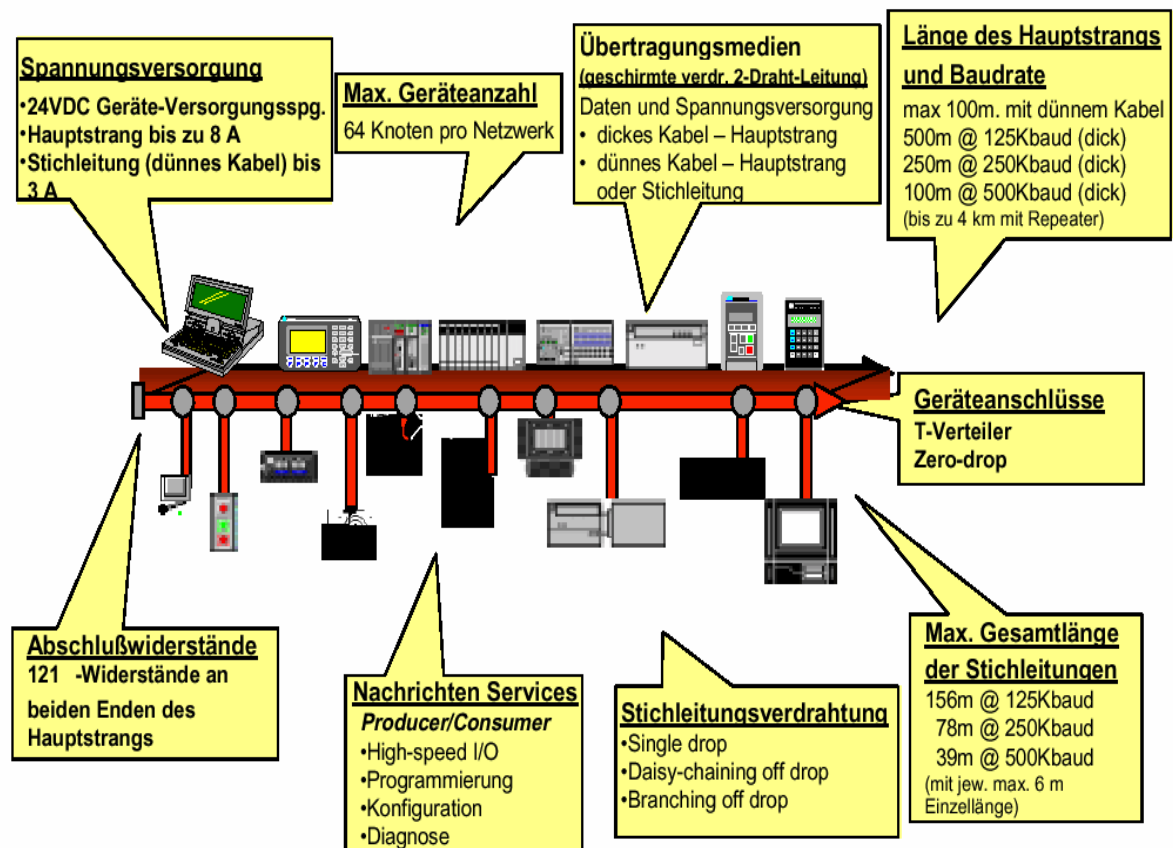 Spannungsversorgung
•24VDC Geräte-Versorgungsspg.
•Hauptstrang bis zu 8 A
•Stichleitung (dünnes Kabel) bis
3 A
Max. Geräteanzahl
64 Knoten pro Netzwerk
Übertragungsmedien
(geschirmte verdr. 2-Draht-Leitung)
Daten und Spannungsversorgung
• dickes Kabel – Hauptstrang
• dünnes Kabel – Hauptstrang
oder Stichleitung
Länge des Hauptstrangs
und Baudrate
max 100m. mit dünnem Kabel
500m @ 125Kbaud (dick)
250m @ 250Kbaud (dick)
100m @ 500Kbaud (dick)
(bis zu 4 km mit Repeater)
Geräteanschlüsse
T-Verteiler
Zero-drop
Abschlußwiderstände
121 -Widerstände an
beiden Enden des
Hauptstrangs
Nachrichten Services
Producer/Consumer
•High-speed I/O
•Programmierung
•Konfiguration
•Diagnose
Stichleitungsverdrahtung
•Single drop
•Daisy-chaining off drop
•Branching off drop
Max. Gesamtlänge
der Stichleitungen
156m @ 125Kbaud
78m @ 250Kbaud
39m @ 500Kbaud
(mit jew. max. 6 m
Einzellänge)